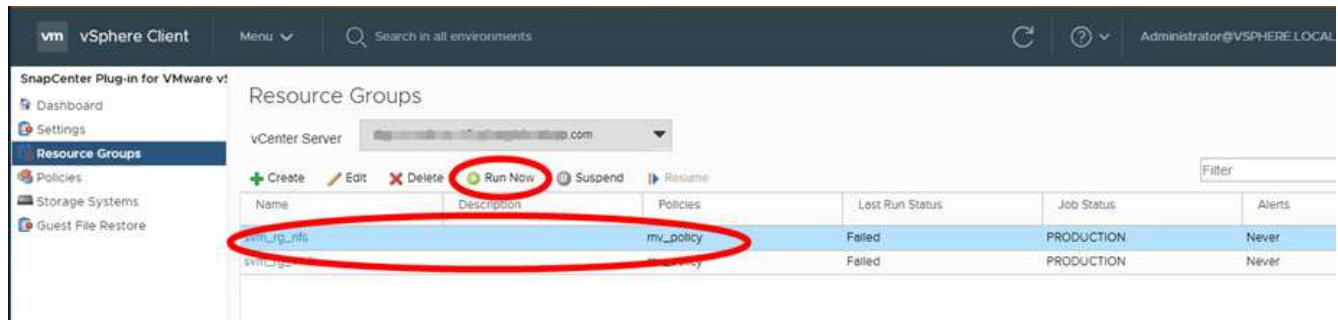 vm vSphere Client Menu Search in all environments Administrator@VSPHERE.LOCAL
SnapCenter Plug-in for VMware vS
Dashboard
Settings
Resource Groups
Policies
Storage Systems
Guest File Restore
Resource Groups
vCenter Server .com
Create Edit Delete Run Now Suspend Resume
Filter
Name Description Policies Last Run Status Job Status Alerts
svm_rg_nfs mv_policy Failed PRODUCTION Never
Failed PRODUCTION Never